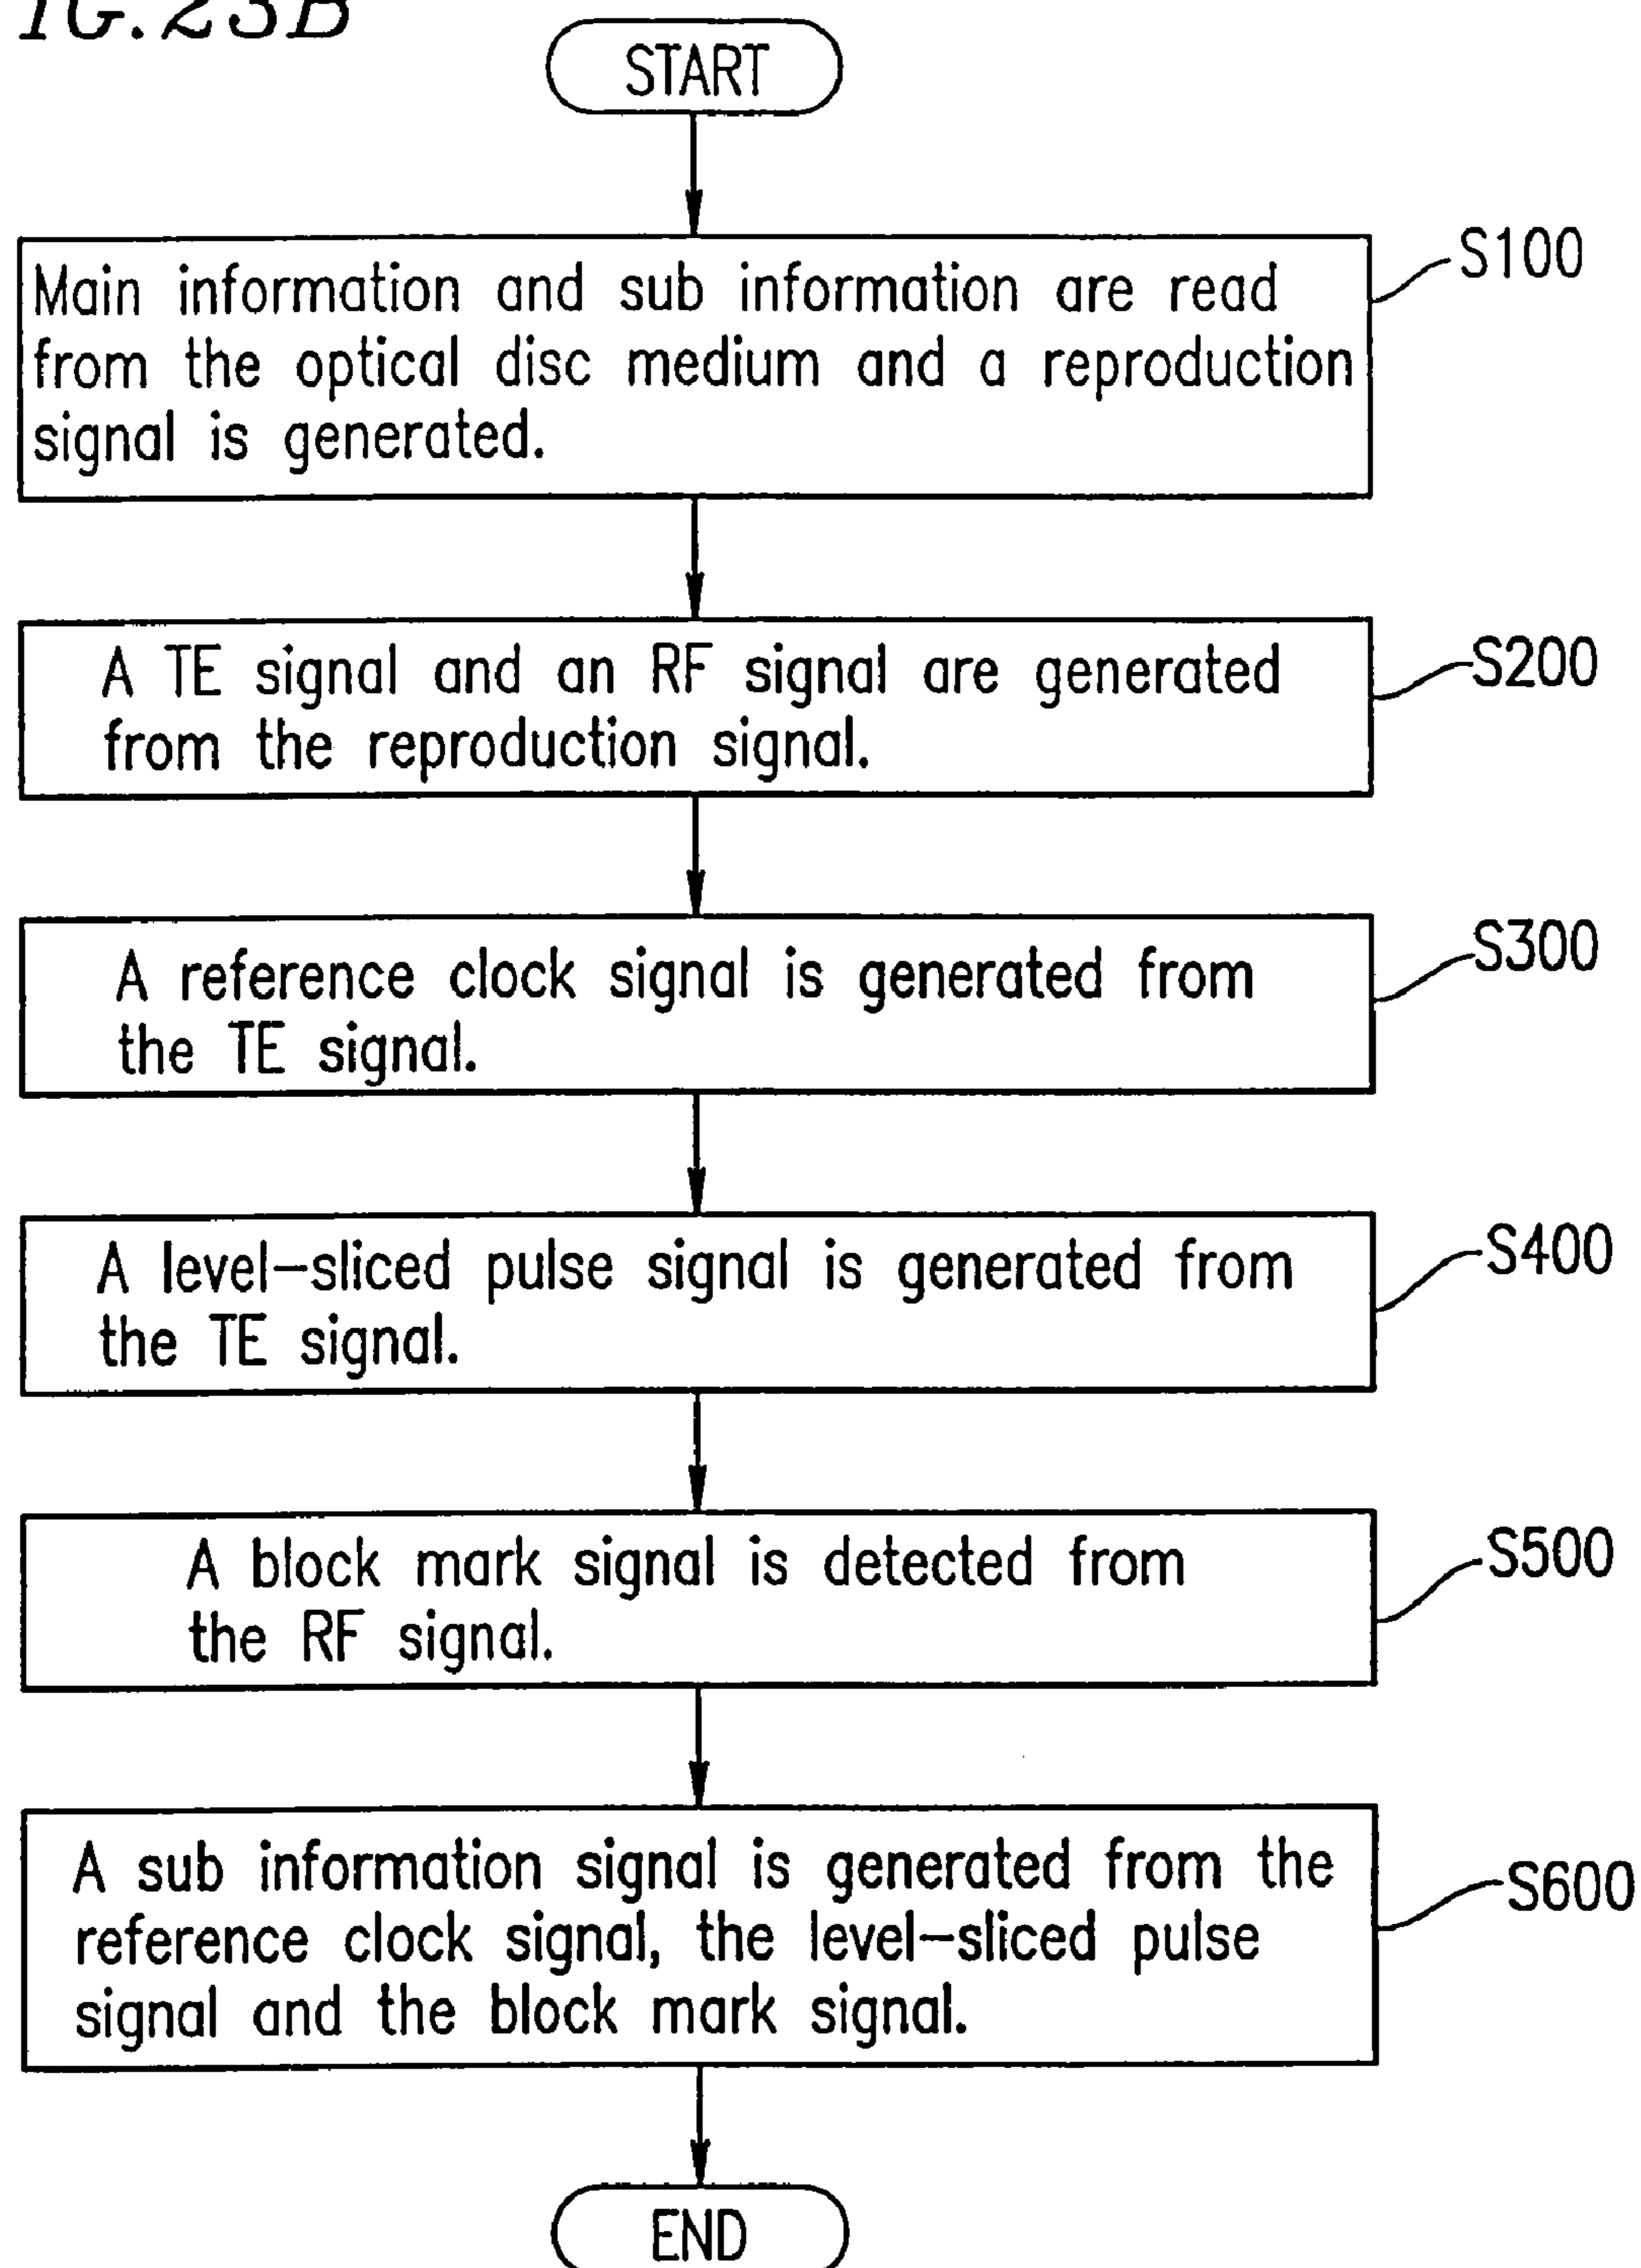 IG.23B
START
Main information and sub information are read
from the optical disc medium and a reproduction
signal is generated.
S100
A TE signal and an RF signal are generated
from the reproduction signal.
S200
A reference clock signal is generated from
the TE signal.
S300
A level-sliced pulse signal is generated from
the TE signal.
S400
A block mark signal is detected from
the RF signal.
S500
A sub information signal is generated from the
reference clock signal, the level-sliced pulse
signal and the block mark signal.
S600
END